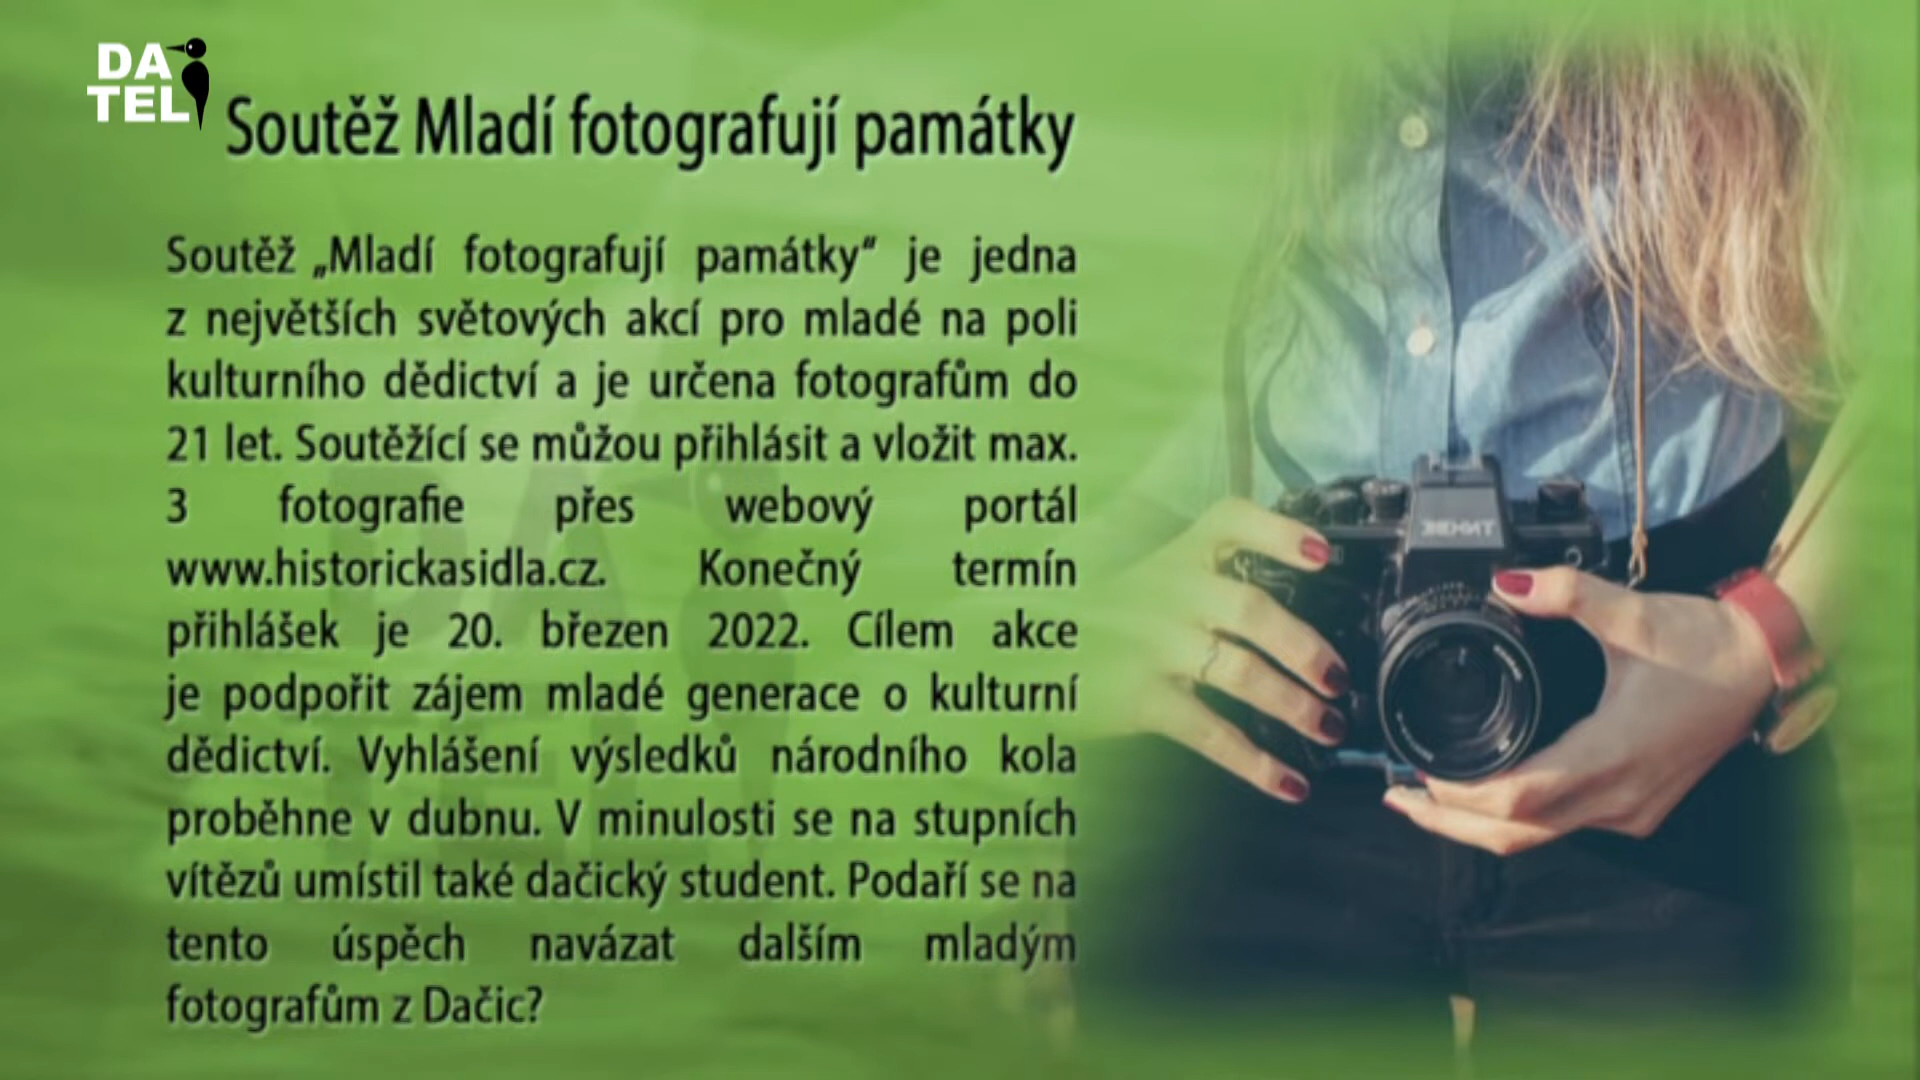 DA
TEL
Soutěž Mladí fotografují památky
Soutěž „Mladí fotografují památky“ je jedna
z největších světových akcí pro mladé na poli
kulturního dědictví a je určena fotografům do
21 let. Soutěžící se můžou přihlásit a vložit max.
3 fotografie přes webový portál
www.historickasidla.cz. Konečný termín
přihlášek je 20. březen 2022. Cílem akce
je podpořit zájem mladé generace o kulturní
dědictví. Vyhlášení výsledků národního kola
proběhne v dubnu. V minulosti se na stupních
vítězů umístil také dačický student. Podaří se na
tento úspěch navázat dalším mladým
fotografům z Dačic?